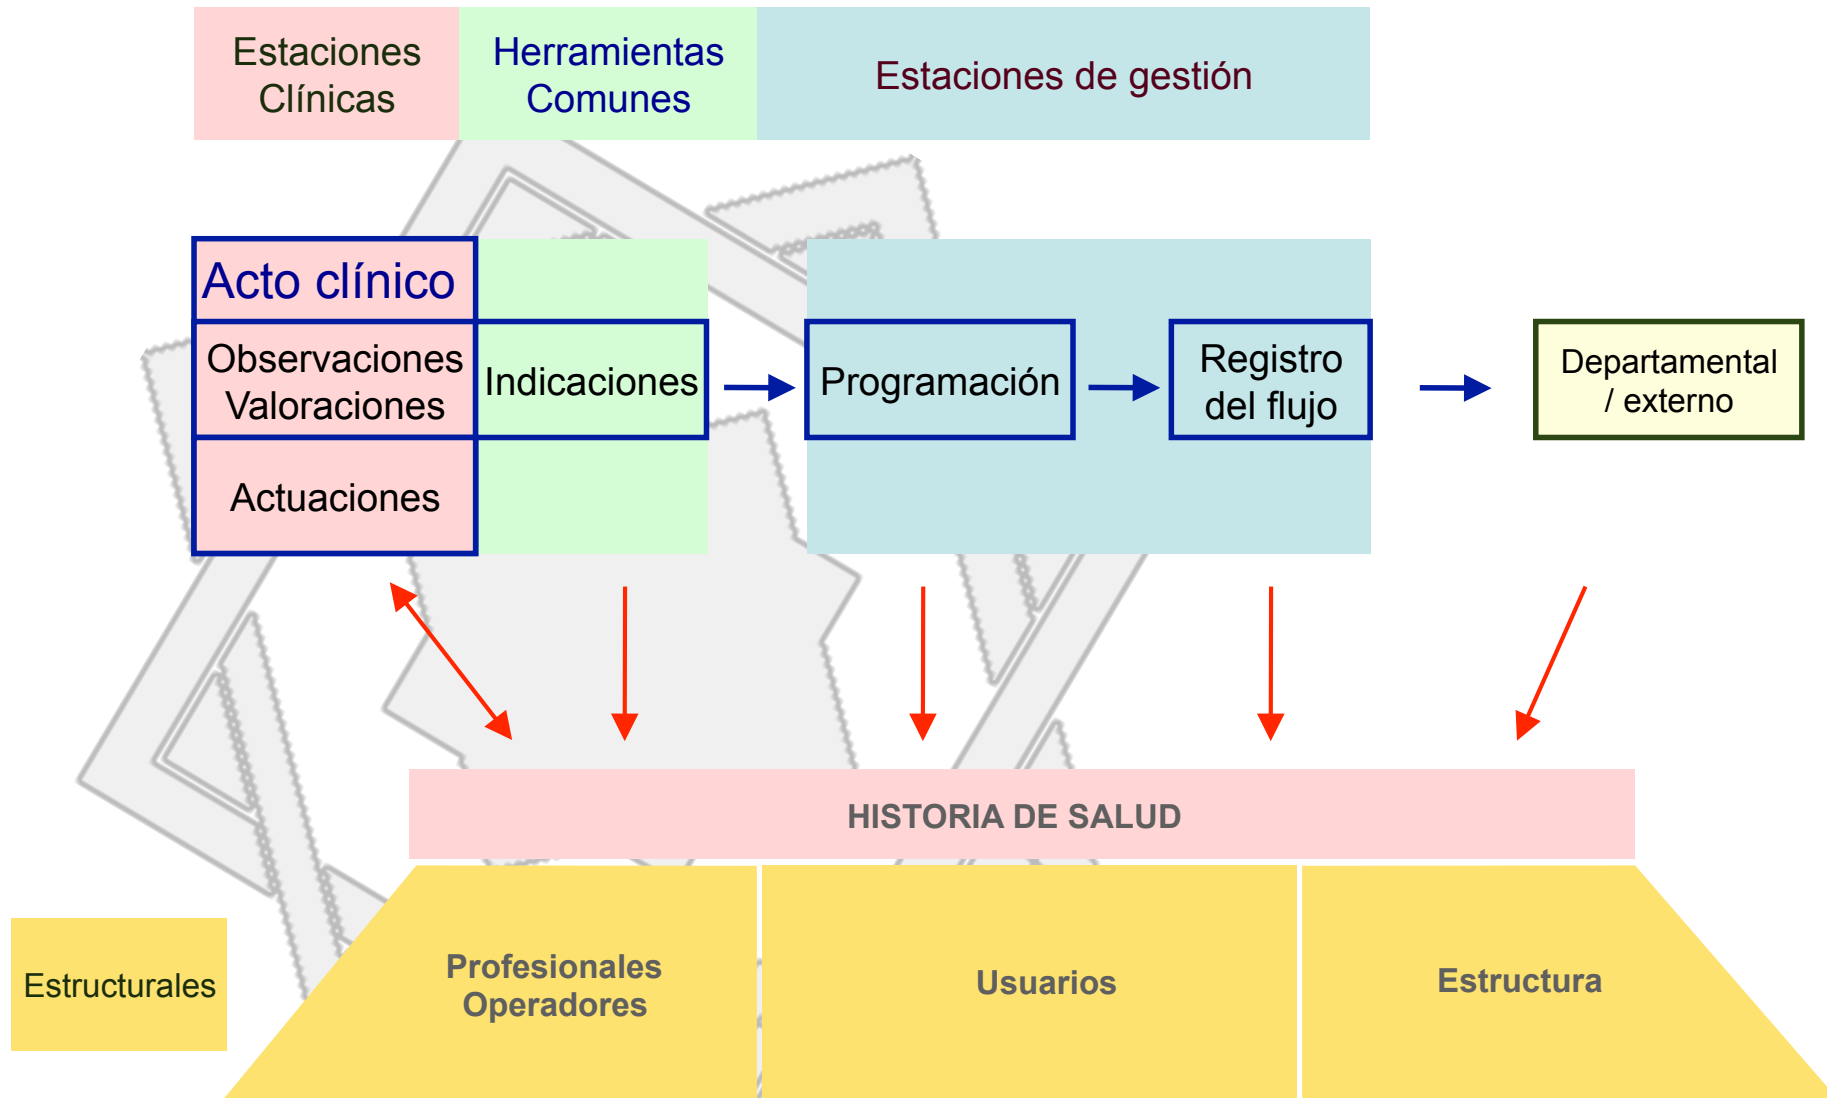 Estaciones
Clínicas
Herramientas
Comunes
Estaciones de gestión
Acto clínico
Observaciones
Valoraciones
Indicaciones
Programación
Registro
del flujo
Departamental
/ externo
Actuaciones
HISTORIA DE SALUD
Estructurales
Profesionales
Operadores
Usuarios
Estructura